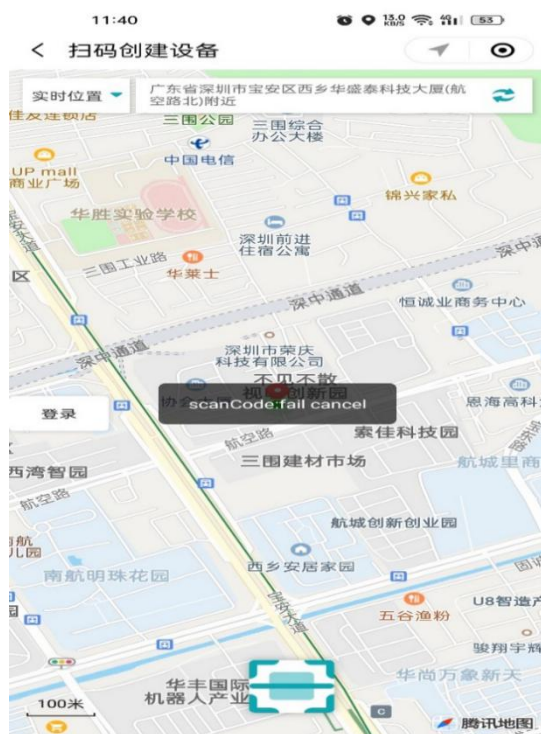 11:40
13.0 KB/S
4G
53
扫码创建设备
实时位置
广东省深圳市宝安区西乡华盛泰科技大厦(航
空路北)附近
三围公园
三围综合
办公大楼
中国电信
UP mall
商业广场
锦兴家私
华胜实验学校
深圳前进
住宿公寓
三围工业路
华莱士
深中通道
区
恒诚业商务中心
深中通道
深圳市荣庆
科技有限公司
不见不散
scanCode:fail cancel
恩海高科
登录
航空路
索佳科技园
三围建材市场
西湾智园
航城里商
航空路
航城创新创业园
西乡安居家园
南航明珠花园
宝安大道
五谷渔粉
U8智造产
骏翔宇辉
华丰国际
机器人产业
华尚万象新天
100米
C
腾讯地图